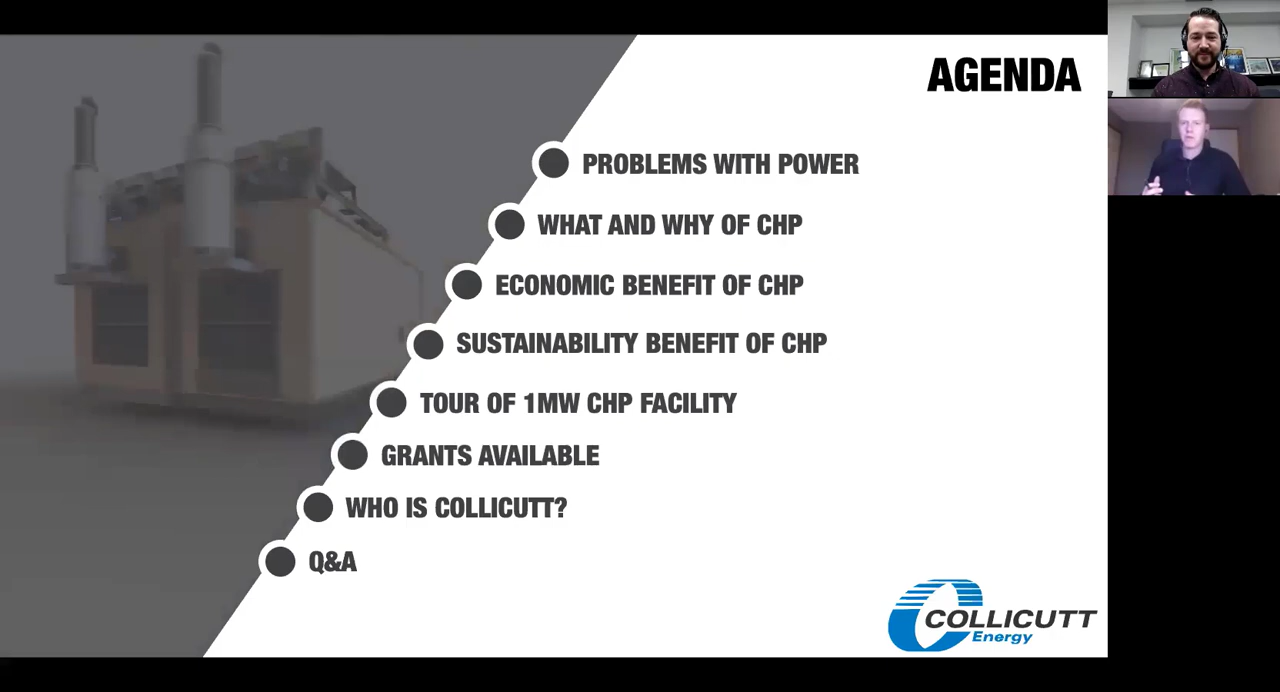 AGENDA
PROBLEMS WITH POWER
WHAT AND WHY OF CHP
ECONOMIC BENEFIT OF CHP
SUSTAINABILITY BENEFIT OF CHP
TOUR OF 1MW CHP FACILITY
GRANTS AVAILABLE
WHO IS COLLICUTT?
Q&A
COLLICUTT
Energy